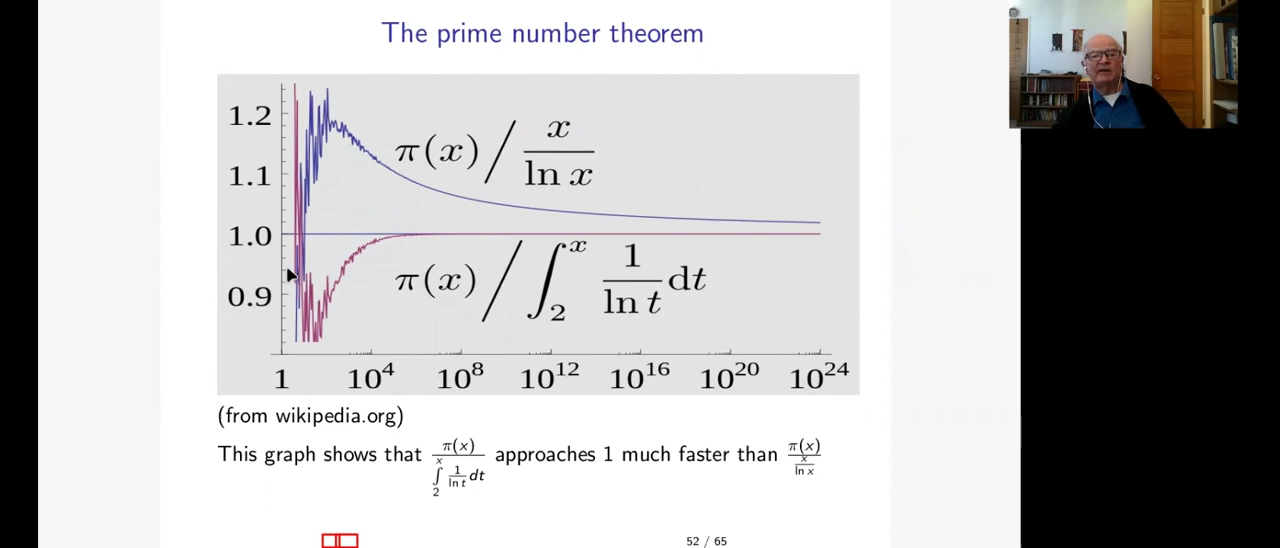 The prime number theorem
1.2
1.1
1.0
0.9
π(x) / x/ln x
π(x) / ∫₂ˣ 1/ln t dt
1 10⁴ 10⁸ 10¹² 10¹⁶ 10²⁰ 10²⁴
(from wikipedia.org)
This graph shows that π(x)/∫₂ˣ 1/ln t dt approaches 1 much faster than π(x)/(x/ln x)
52 / 65